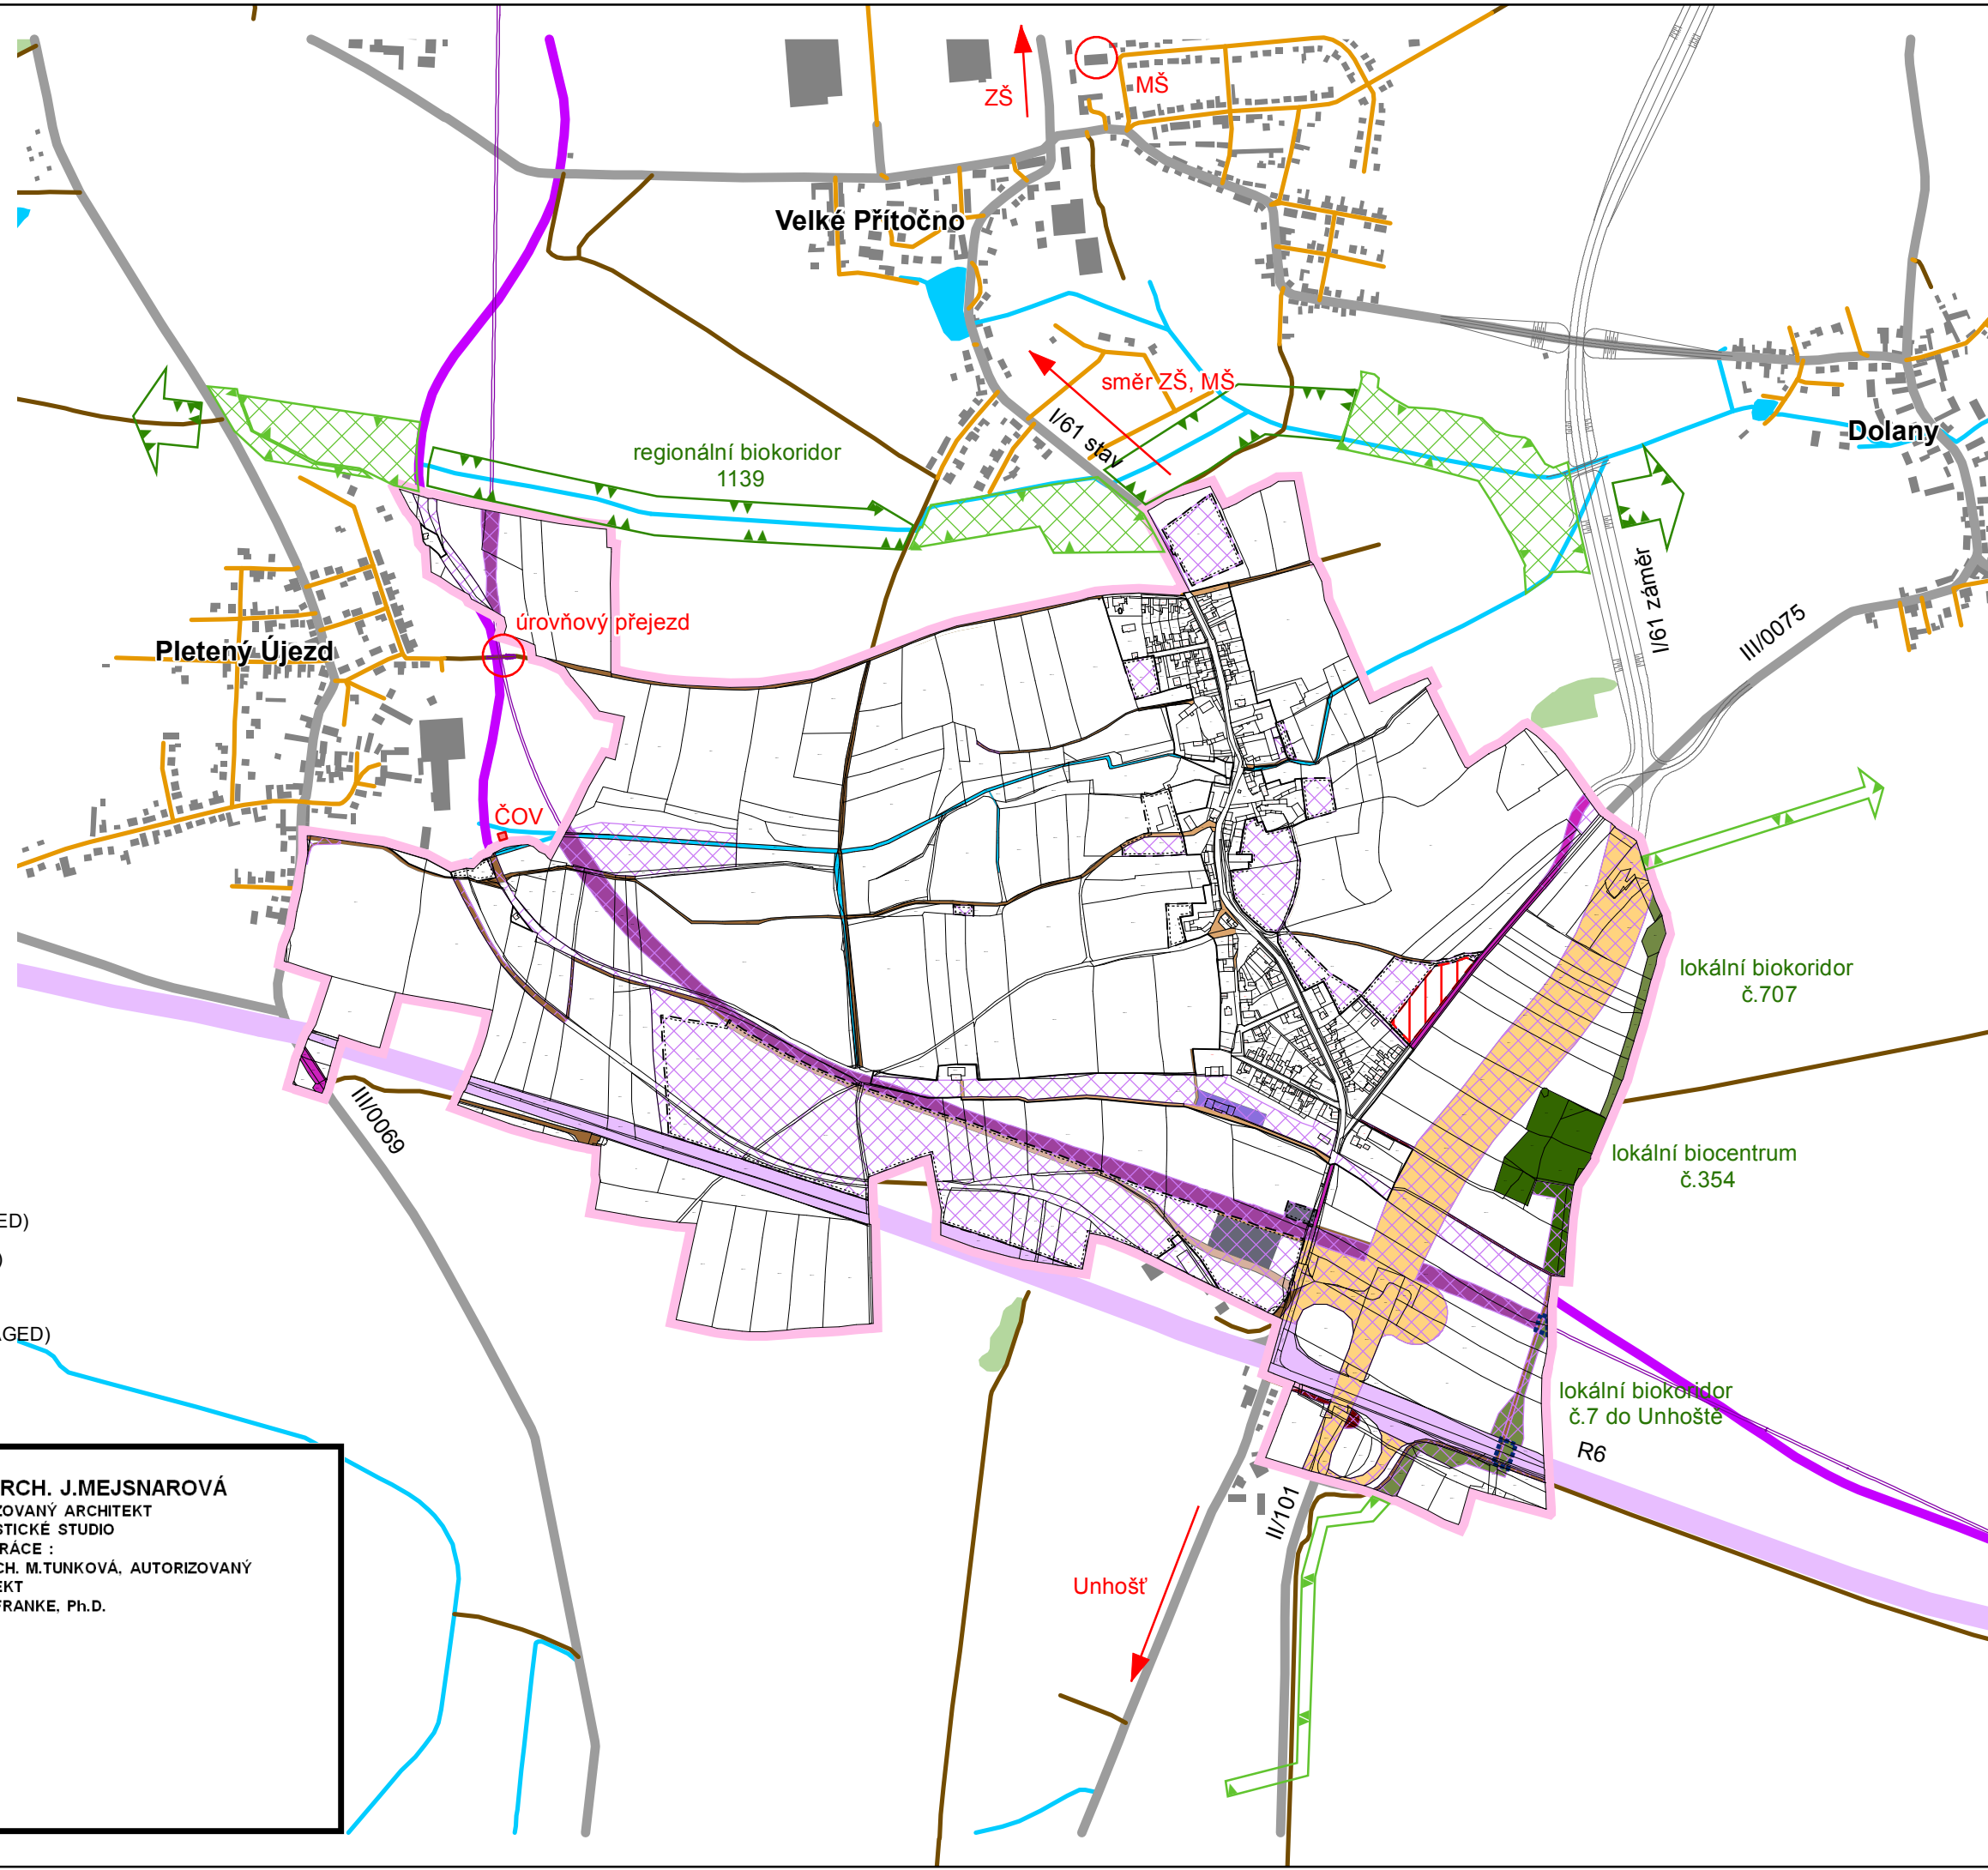 ZŠ
MŠ
Velké Přítočno
směr ZŠ, MŠ
I/61 stav
Dolany
regionální biokoridor
1139
I/61 záměr
III/0075
úrovňový přejezd
Pletený Újezd
ČOV
lokální biokoridor
č.707
III/0069
lokální biocentrum
č.354
ED)
)
GED)
lokální biokoridor
č.7 do Unhoště
R6
II/101
Unhošť
RCH. J.MEJSNAROVÁ
ZOVANÝ ARCHITEKT
STICKÉ STUDIO
RÁCE :
CH. M.TUNKOVÁ, AUTORIZOVANÝ
EKT
FRANKE, Ph.D.